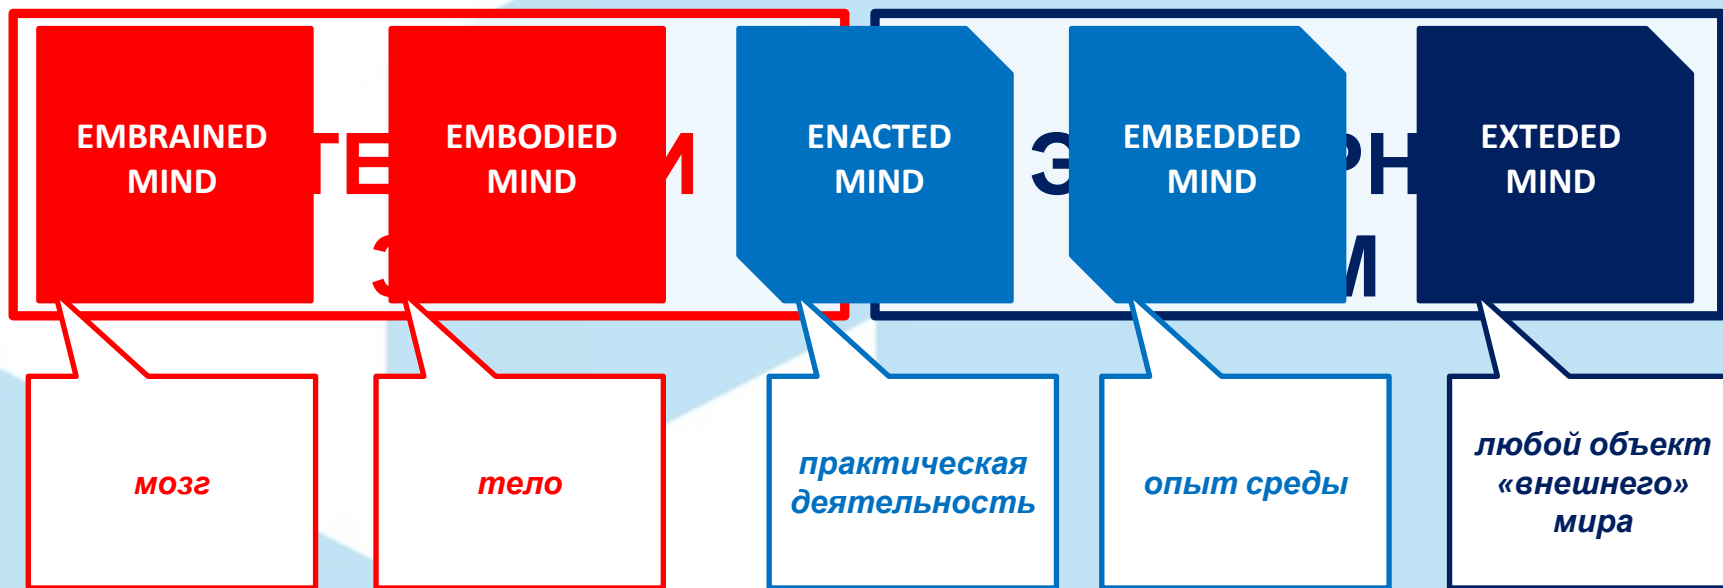 EMBRAINED
MIND
EMBODIED
MIND
ENACTED
MIND
EMBEDDED
MIND
EXTEDED
MIND
мозг
тело
практическая
деятельность
опыт среды
любой объект
«внешнего»
мира